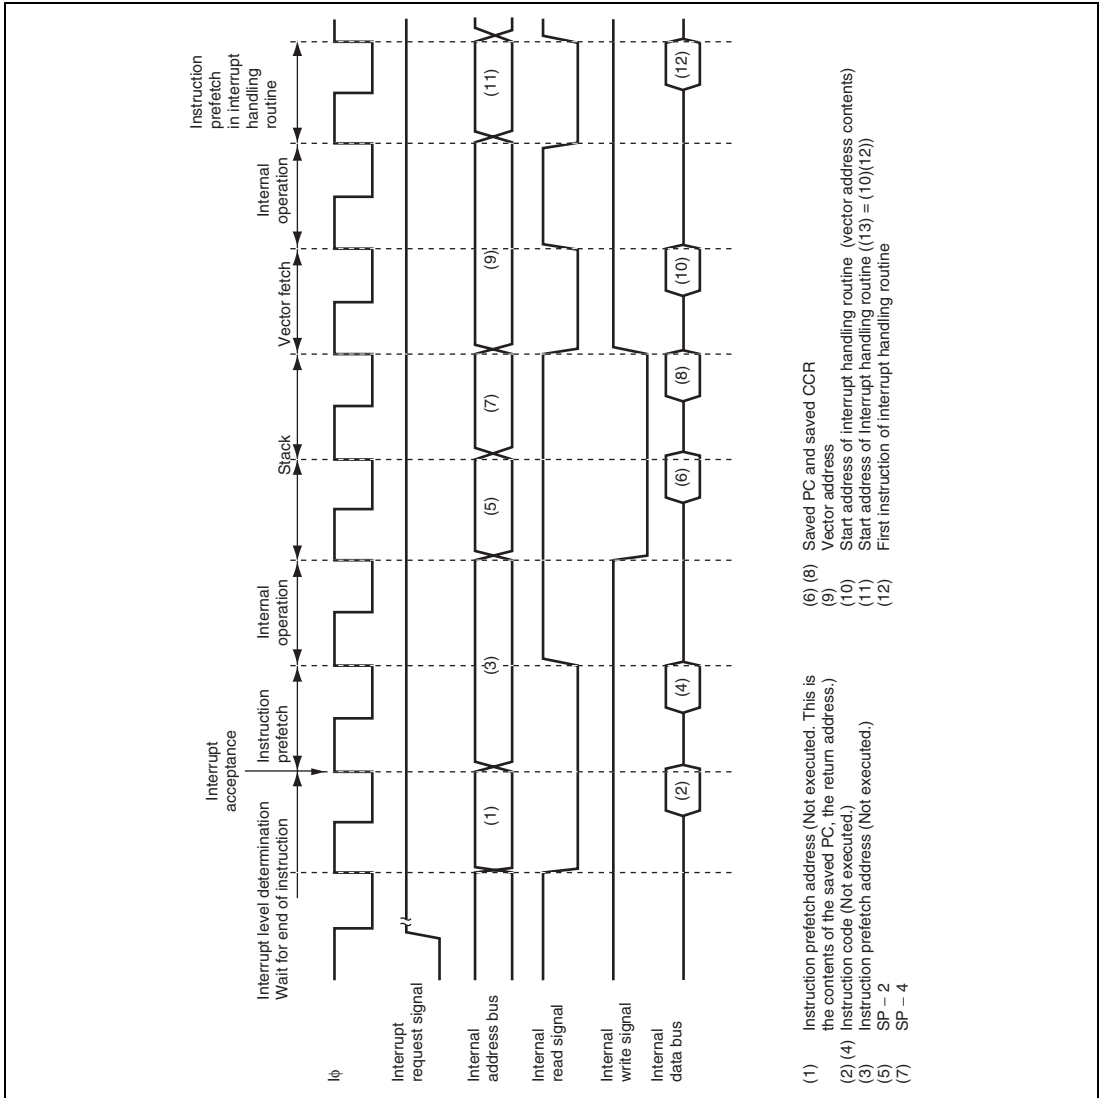 Interrupt level determination
Wait for end of instruction
Interrupt
acceptance
Instruction
prefetch
Internal
operation
Stack
Vector fetch
Internal
operation
Instruction
prefetch
in interrupt
handling
routine
Iϕ
Interrupt
request signal
Internal
address bus
(1)
(3)
(5)
(7)
(9)
(11)
Internal
read signal
Internal
write signal
Internal
data bus
(2)
(4)
(6)
(8)
(10)
(12)
(1) Instruction prefetch address (Not executed. This is
the contents of the saved PC, the return address.)
(2) (4) Instruction code (Not executed.)
(3) Instruction prefetch address (Not executed.)
(5) SP – 2
(7) SP – 4
(6) (8) Saved PC and saved CCR
(9) Vector address
(10) Start address of interrupt handling routine (vector address contents)
(11) Start address of Interrupt handling routine ((13) = (10)(12))
(12) First instruction of interrupt handling routine